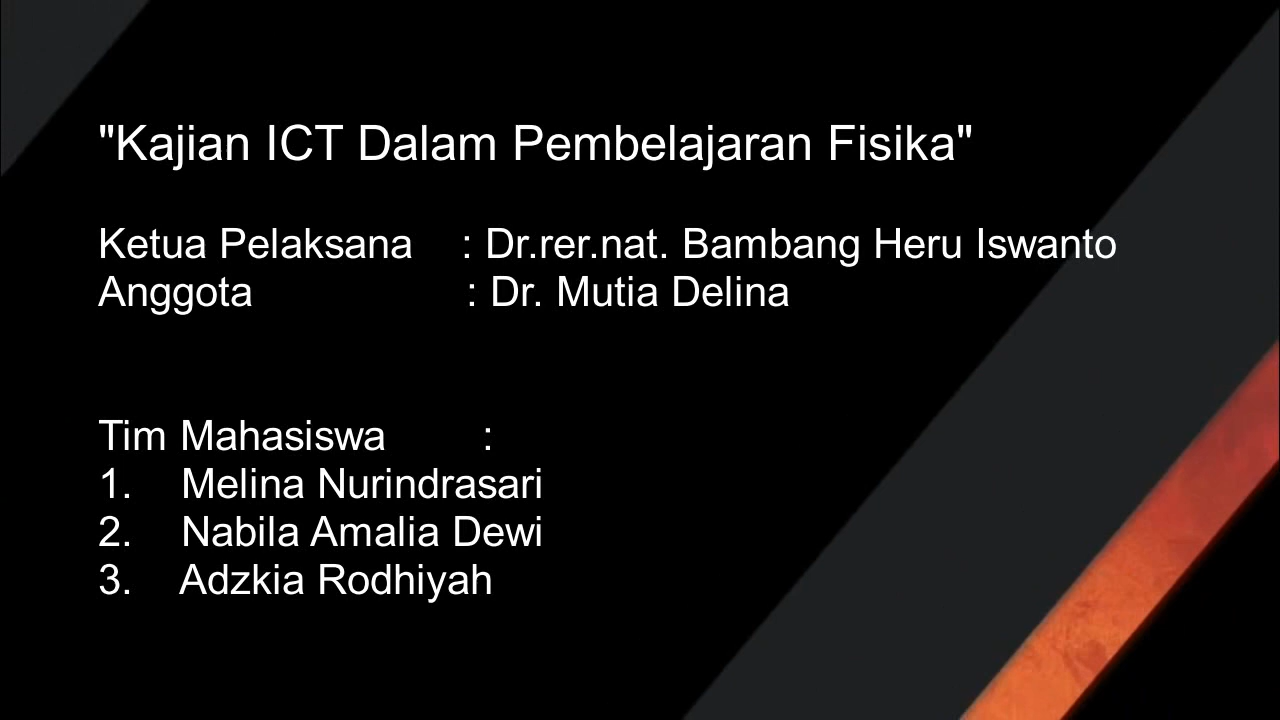 "Kajian ICT Dalam Pembelajaran Fisika"
Ketua Pelaksana : Dr.rer.nat. Bambang Heru Iswanto
Anggota : Dr. Mutia Delina
Tim Mahasiswa :
1. Melina Nurindrasari
2. Nabila Amalia Dewi
3. Adzkia Rodhiyah